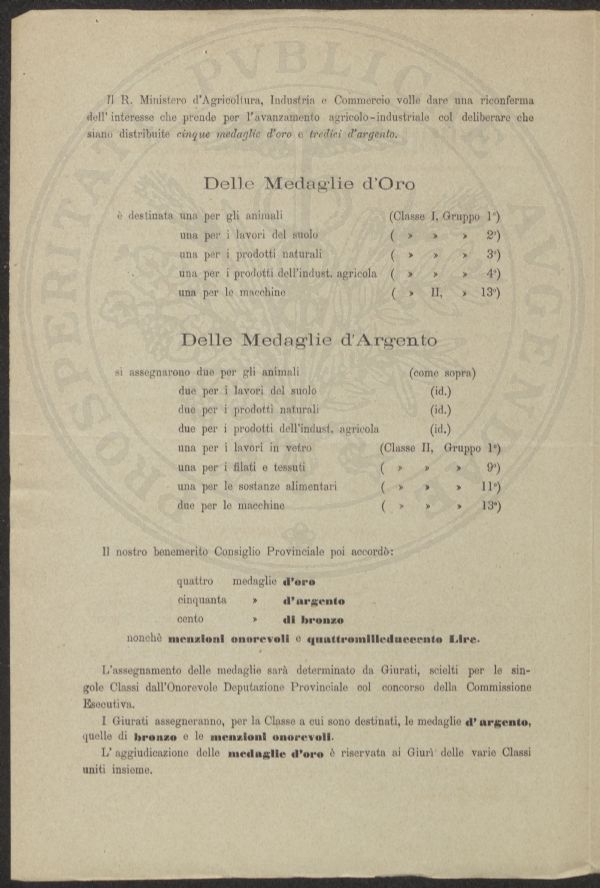 Il R. Ministero d'Agricoltura, Industria e Commercio volle dare una riconferma
dell' interesse che prende per l'avanzamento agricolo-industriale col deliberare che
siano distribuite cinque medaglie d'oro e tredici d'argento.
Delle Medaglie d'Oro
è destinata una per gli animali (Classe I, Gruppo 1°)
una per i lavori del suolo ( » » » 2°)
una per i prodotti naturali ( » » » 3°)
una per i prodotti dell'indust. agricola ( » » » 4°)
una per le macchine ( » II, » 13°)
Delle Medaglie d'Argento
si assegnarono due per gli animali (come sopra)
due per i lavori del suolo (id.)
due per i prodotti naturali (id.)
due per i prodotti dell'indust. agricola (id.)
una per i lavori in vetro (Classe II, Gruppo 1°)
una per i filati e tessuti ( » » » 9°)
una per le sostanze alimentari ( » » » 11°)
due per le macchine ( » » » 13°)
Il nostro benemerito Consiglio Provinciale poi accordò:
quattro medaglie d'oro
cinquanta » d'argento
cento » di bronzo
nonchè menzioni onorevoli e quattromilleduecento Lire.
L'assegnamento delle medaglie sarà determinato da Giurati, scielti per le sin-
gole Classi dall'Onorevole Deputazione Provinciale col concorso della Commissione
Esecutiva.
I Giurati assegneranno, per la Classe a cui sono destinati, le medaglie d'argento,
quelle di bronzo e le menzioni onorevoli.
L'aggiudicazione delle medaglie d'oro è riservata ai Giurì delle varie Classi
uniti insieme.
PROSPERITATI PVBLICAE AVGENDAE